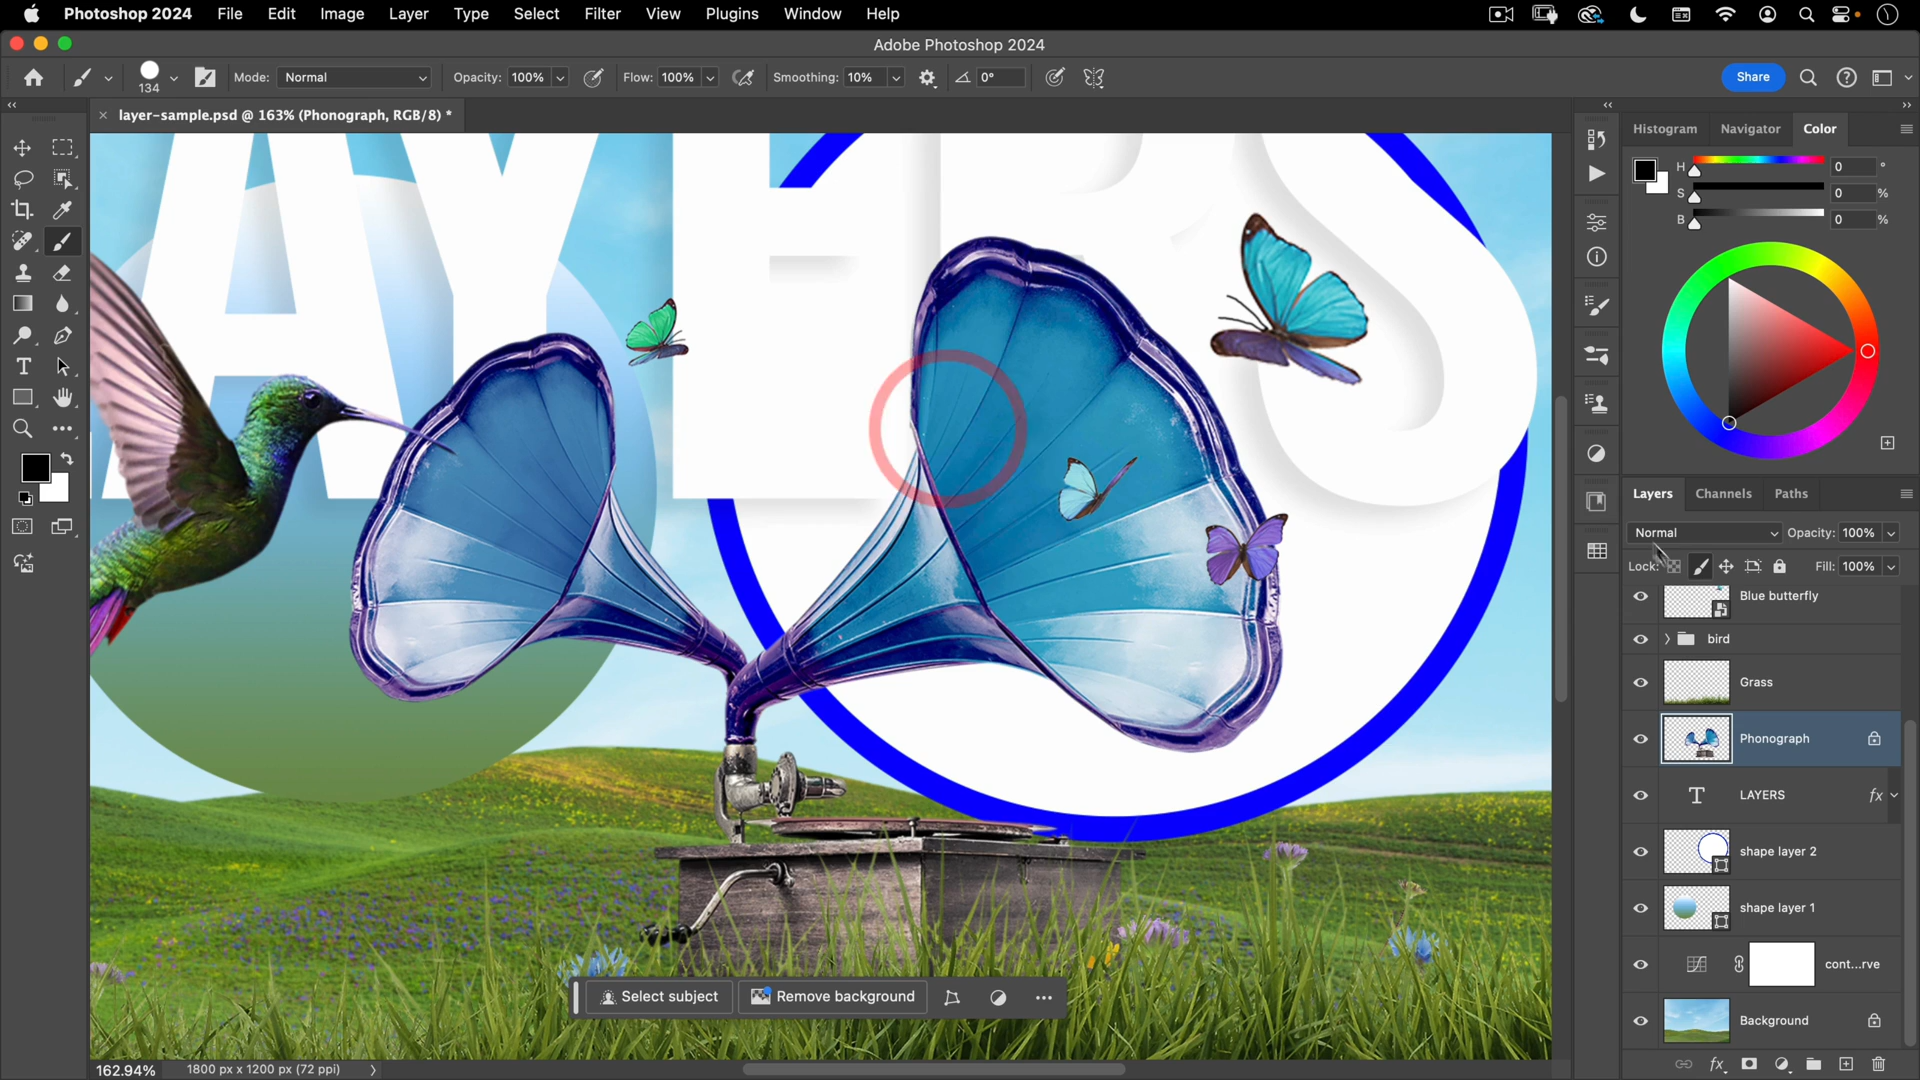 Photoshop 2024 File Edit Image Layer Type Select Filter View Plugins Window Help
Adobe Photoshop 2024
134 Mode: Normal Opacity: 100% Flow: 100% Smoothing: 10% 0° Share
× layer-sample.psd @ 163% (Phonograph, RGB/8) *
Histogram Navigator Color
H 0 °
S 0 %
B 0 %
LAYERS
Layers Channels Paths
Normal Opacity: 100%
Lock: Fill: 100%
Blue butterfly
bird
Grass
Phonograph
T LAYERS fx
shape layer 2
shape layer 1
cont...rve
Background
Select subject Remove background ...
162.94% 1800 px x 1200 px (72 ppi)
fx